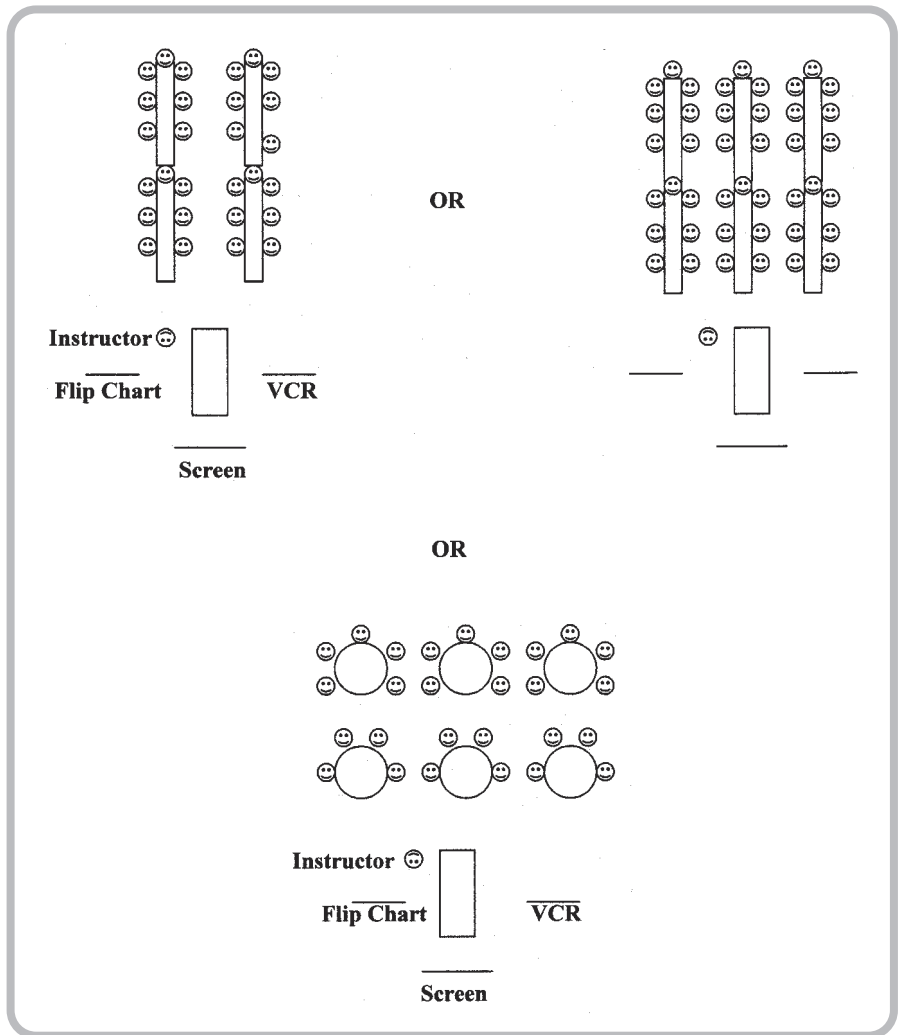 OR
Instructor
Flip Chart
VCR
Screen
OR
Instructor
Flip Chart
VCR
Screen